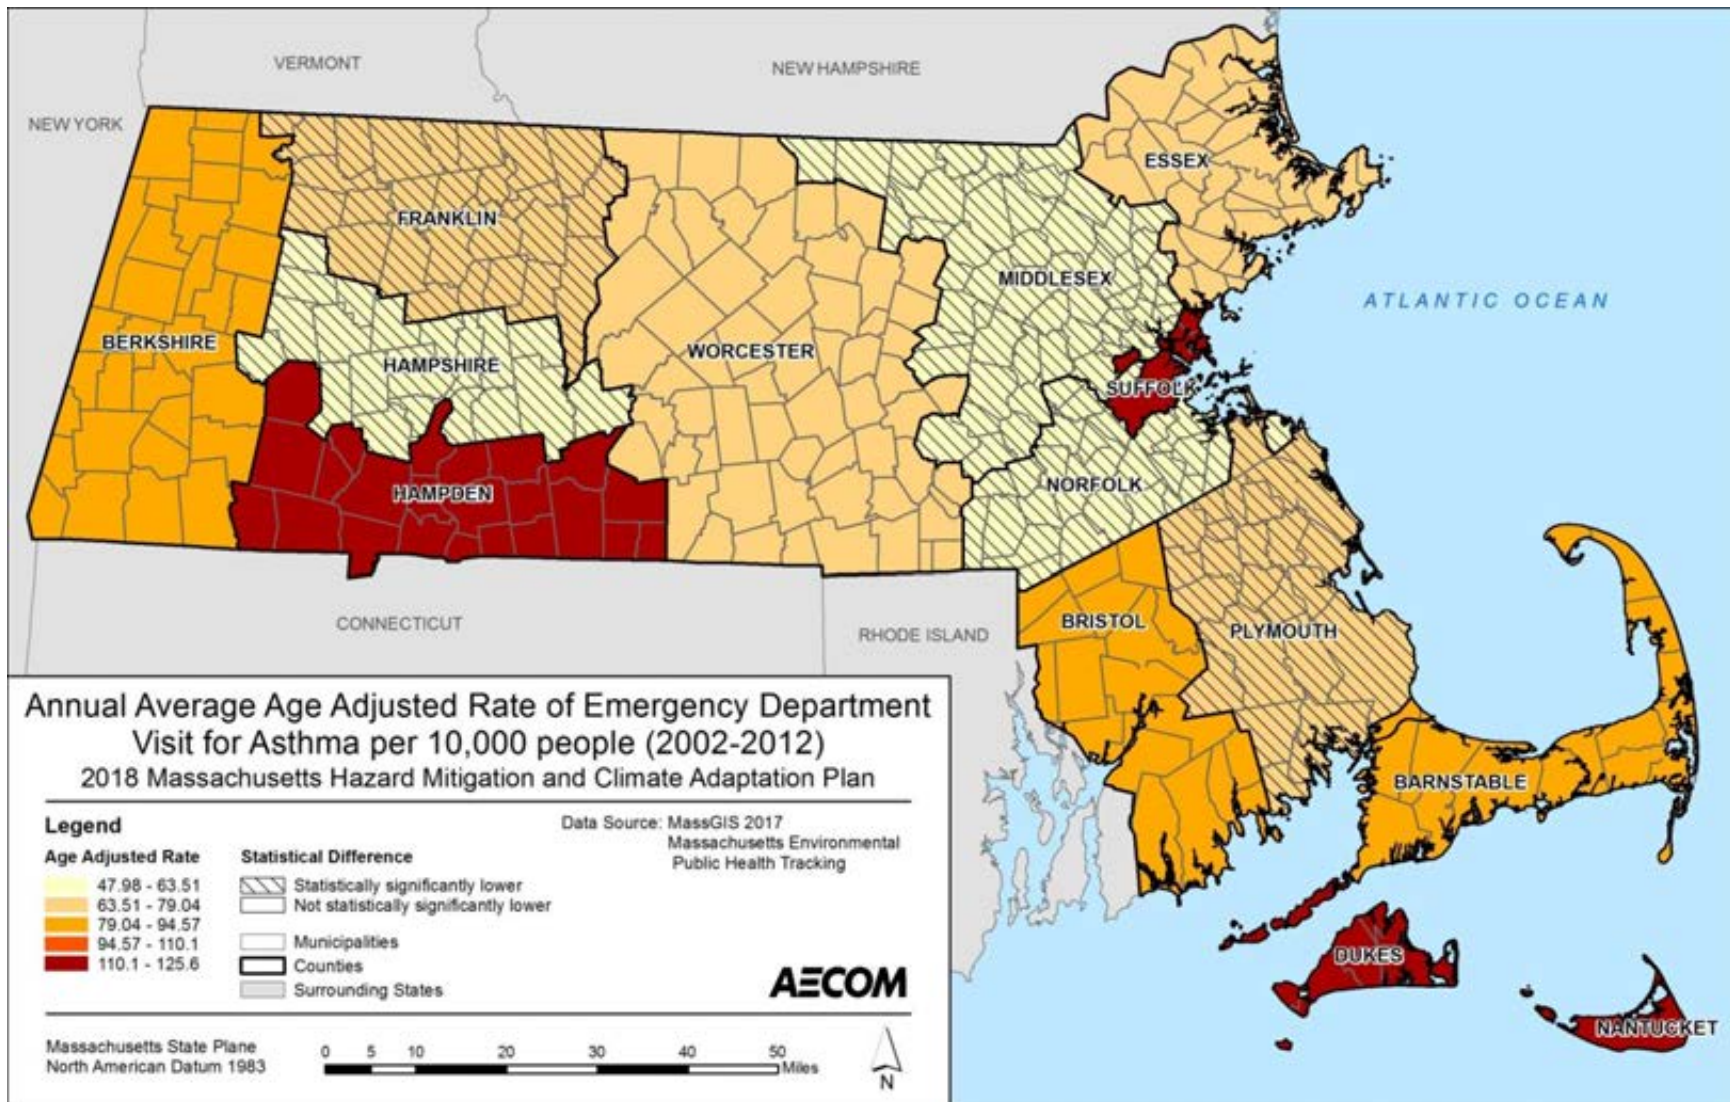 VERMONT
NEW HAMPSHIRE
NEW YORK
ESSEX
FRANKLIN
MIDDLESEX
ATLANTIC OCEAN
BERKSHIRE
WORCESTER
HAMPSHIRE
SUFFOLK
NORFOLK
HAMPDEN
CONNECTICUT
RHODE ISLAND
BRISTOL
PLYMOUTH
BARNSTABLE
DUKES
NANTUCKET
Annual Average Age Adjusted Rate of Emergency Department
Visit for Asthma per 10,000 people (2002-2012)
2018 Massachusetts Hazard Mitigation and Climate Adaptation Plan
Legend
Data Source: MassGIS 2017
Massachusetts Environmental
Public Health Tracking
Age Adjusted Rate
47.98 - 63.51
63.51 - 79.04
79.04 - 94.57
94.57 - 110.1
110.1 - 125.6
Statistical Difference
Statistically significantly lower
Not statistically significantly lower
Municipalities
Counties
Surrounding States
AECOM
Massachusetts State Plane
North American Datum 1983
0 5 10 20 30 40 50
Miles
N